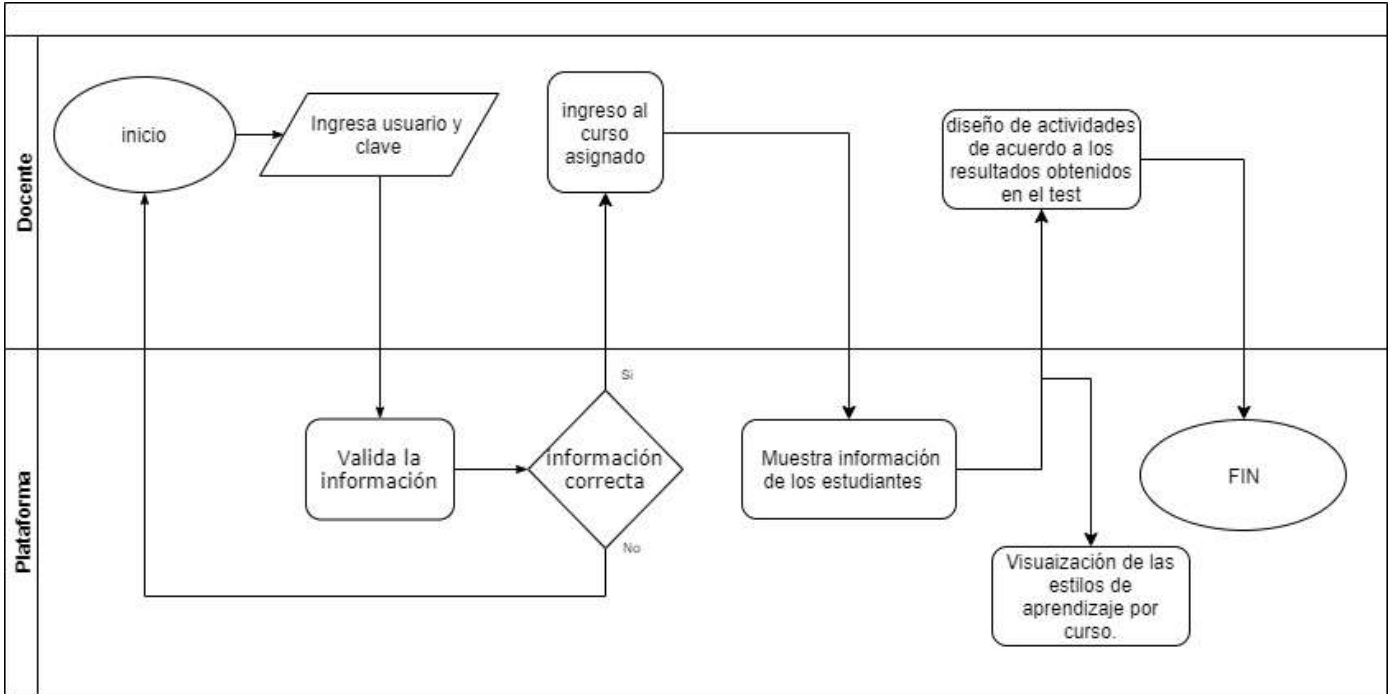 Docente
inicio
Ingresa usuario y
clave
ingreso al
curso
asignado
diseño de actividades
de acuerdo a los
resultados obtenidos
en el test
Plataforma
Valida la
información
Si
información
correcta
No
Muestra información
de los estudiantes
Visuaización de las
estilos de
aprendizaje por
curso.
FIN